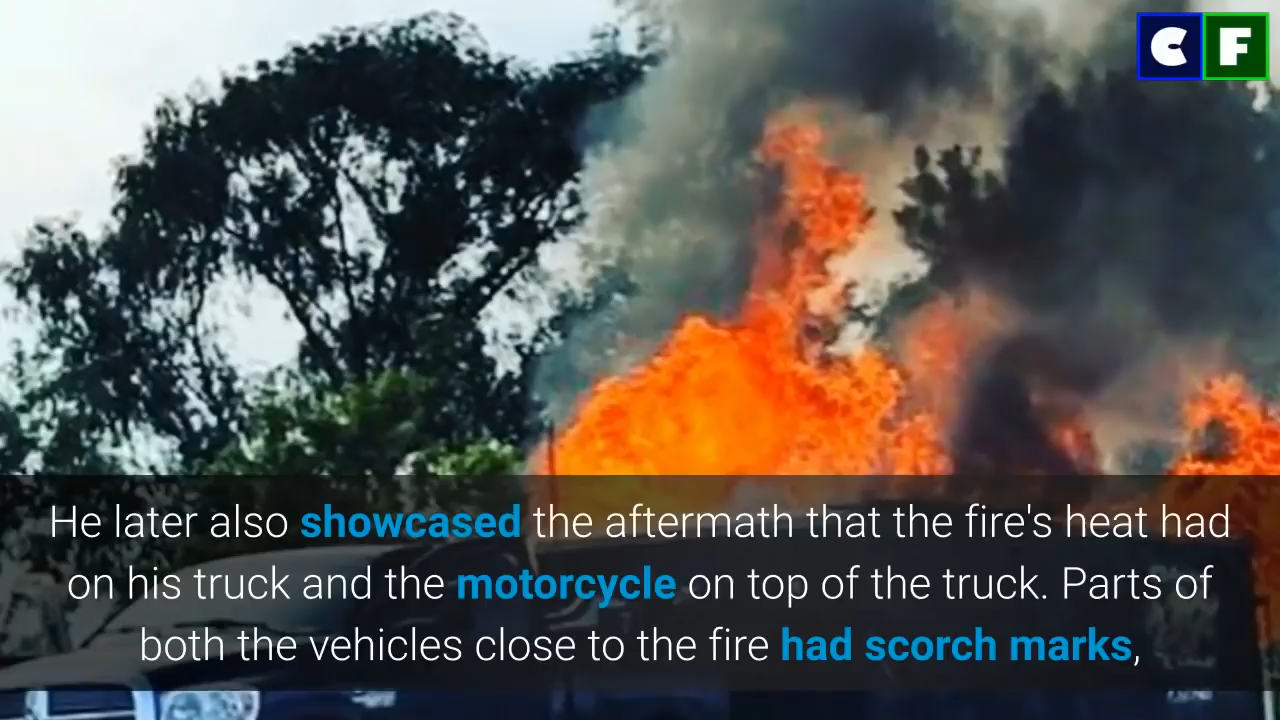 C F
He later also showcased the aftermath that the fire's heat had
on his truck and the motorcycle on top of the truck. Parts of
both the vehicles close to the fire had scorch marks,